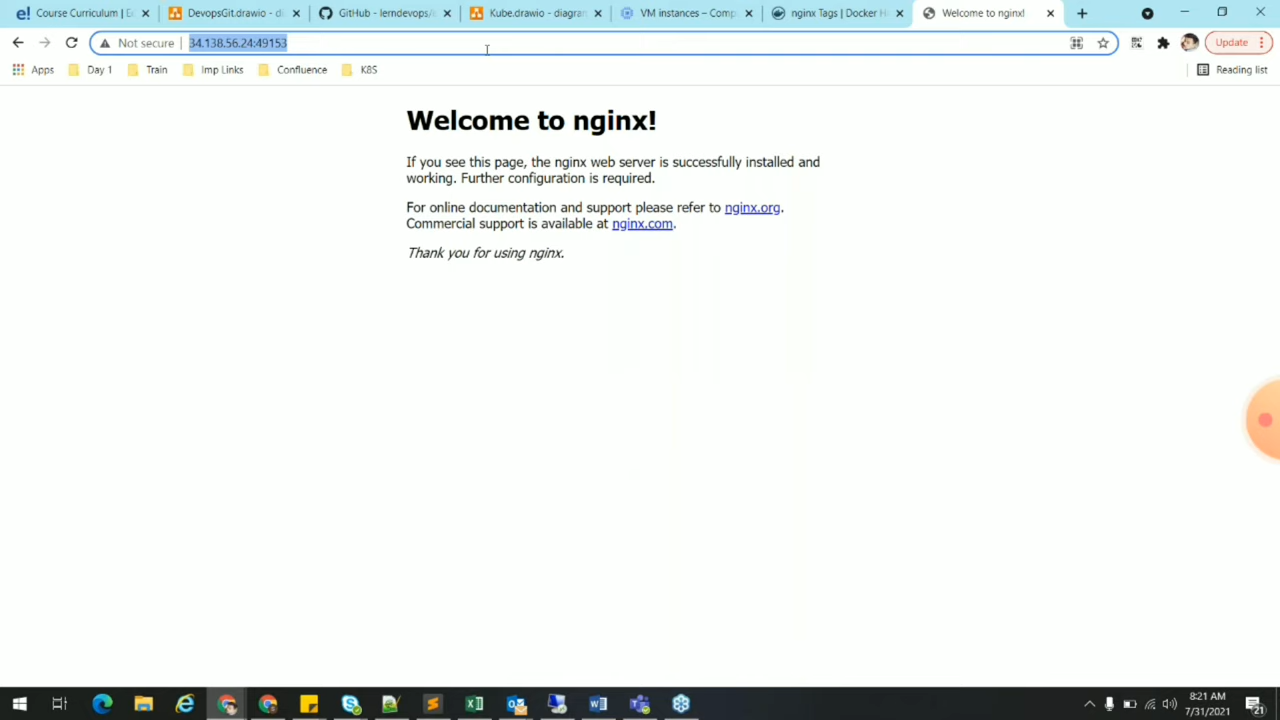 Course Curriculum | E
DevopsGit.drawio - di
GitHub - lerndevops/l
Kube.drawio - diagran
VM instances – Comp
nginx Tags | Docker H
Welcome to nginx!
Not secure | 34.138.56.24:49153
Update
Apps Day 1 Train Imp Links Confluence K8S
Reading list
Welcome to nginx!
If you see this page, the nginx web server is successfully installed and
working. Further configuration is required.
For online documentation and support please refer to nginx.org.
Commercial support is available at nginx.com.
Thank you for using nginx.
8:21 AM
7/31/2021
21